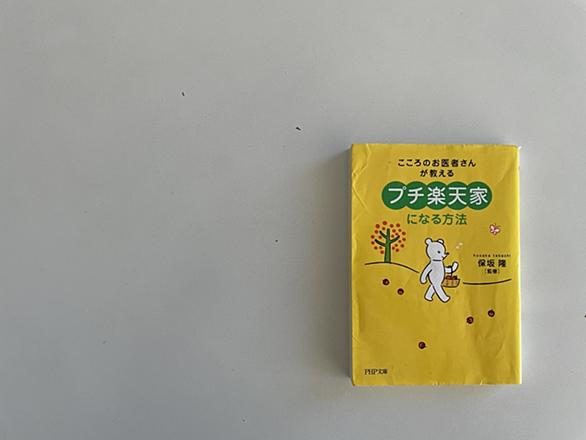 こころのお医者さん
が教える
プチ楽天家
になる方法
hosaka takashi
保坂 隆
[監修]
PHP文庫